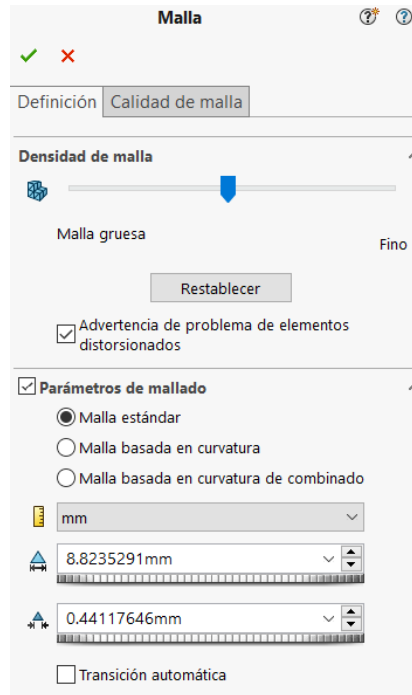 Malla
Definición Calidad de malla
Densidad de malla
Malla gruesa
Fino
Restablecer
Advertencia de problema de elementos
distorsionados
Parámetros de mallado
Malla estándar
Malla basada en curvatura
Malla basada en curvatura de combinado
mm
8.8235291mm
0.44117646mm
Transición automática